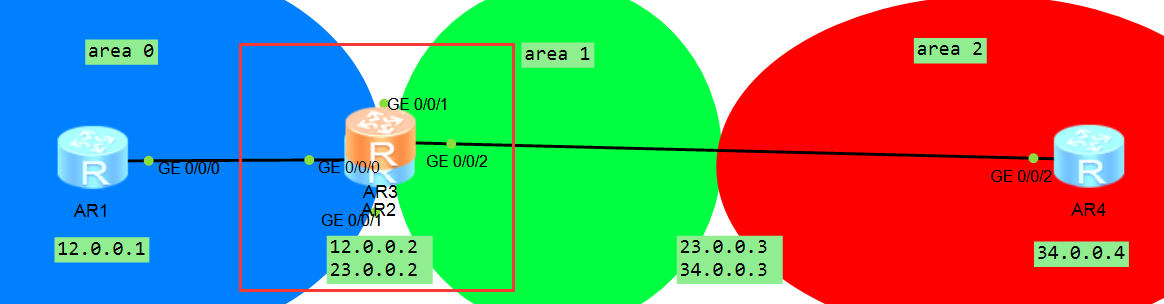 area 0
area 1
area 2
GE 0/0/1
GE 0/0/0
GE 0/0/0
GE 0/0/2
GE 0/0/2
R
R
R
AR3
AR1
AR2
AR4
GE 0/0/1
12.0.0.1
12.0.0.2
23.0.0.2
23.0.0.3
34.0.0.3
34.0.0.4